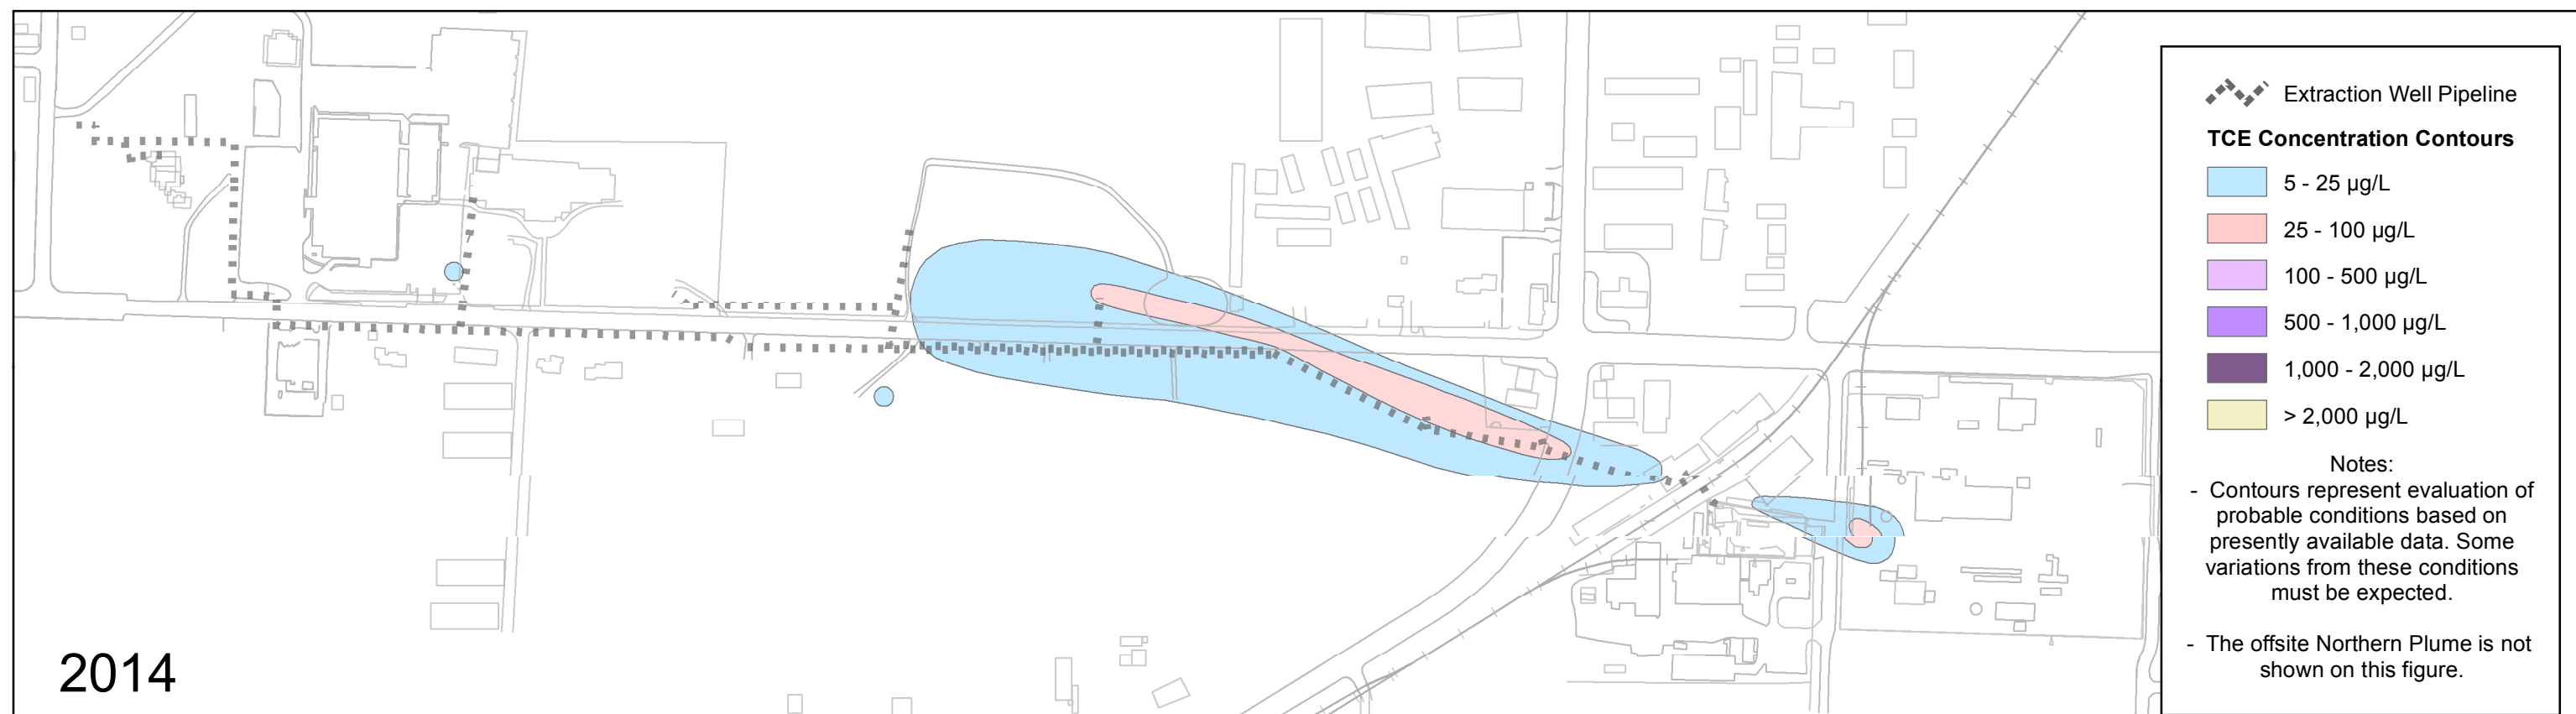 Extraction Well Pipeline
TCE Concentration Contours
5 - 25 µg/L
25 - 100 µg/L
100 - 500 µg/L
500 - 1,000 µg/L
1,000 - 2,000 µg/L
> 2,000 µg/L
Notes:
- Contours represent evaluation of
probable conditions based on
presently available data. Some
variations from these conditions
must be expected.
- The offsite Northern Plume is not
shown on this figure.
2014